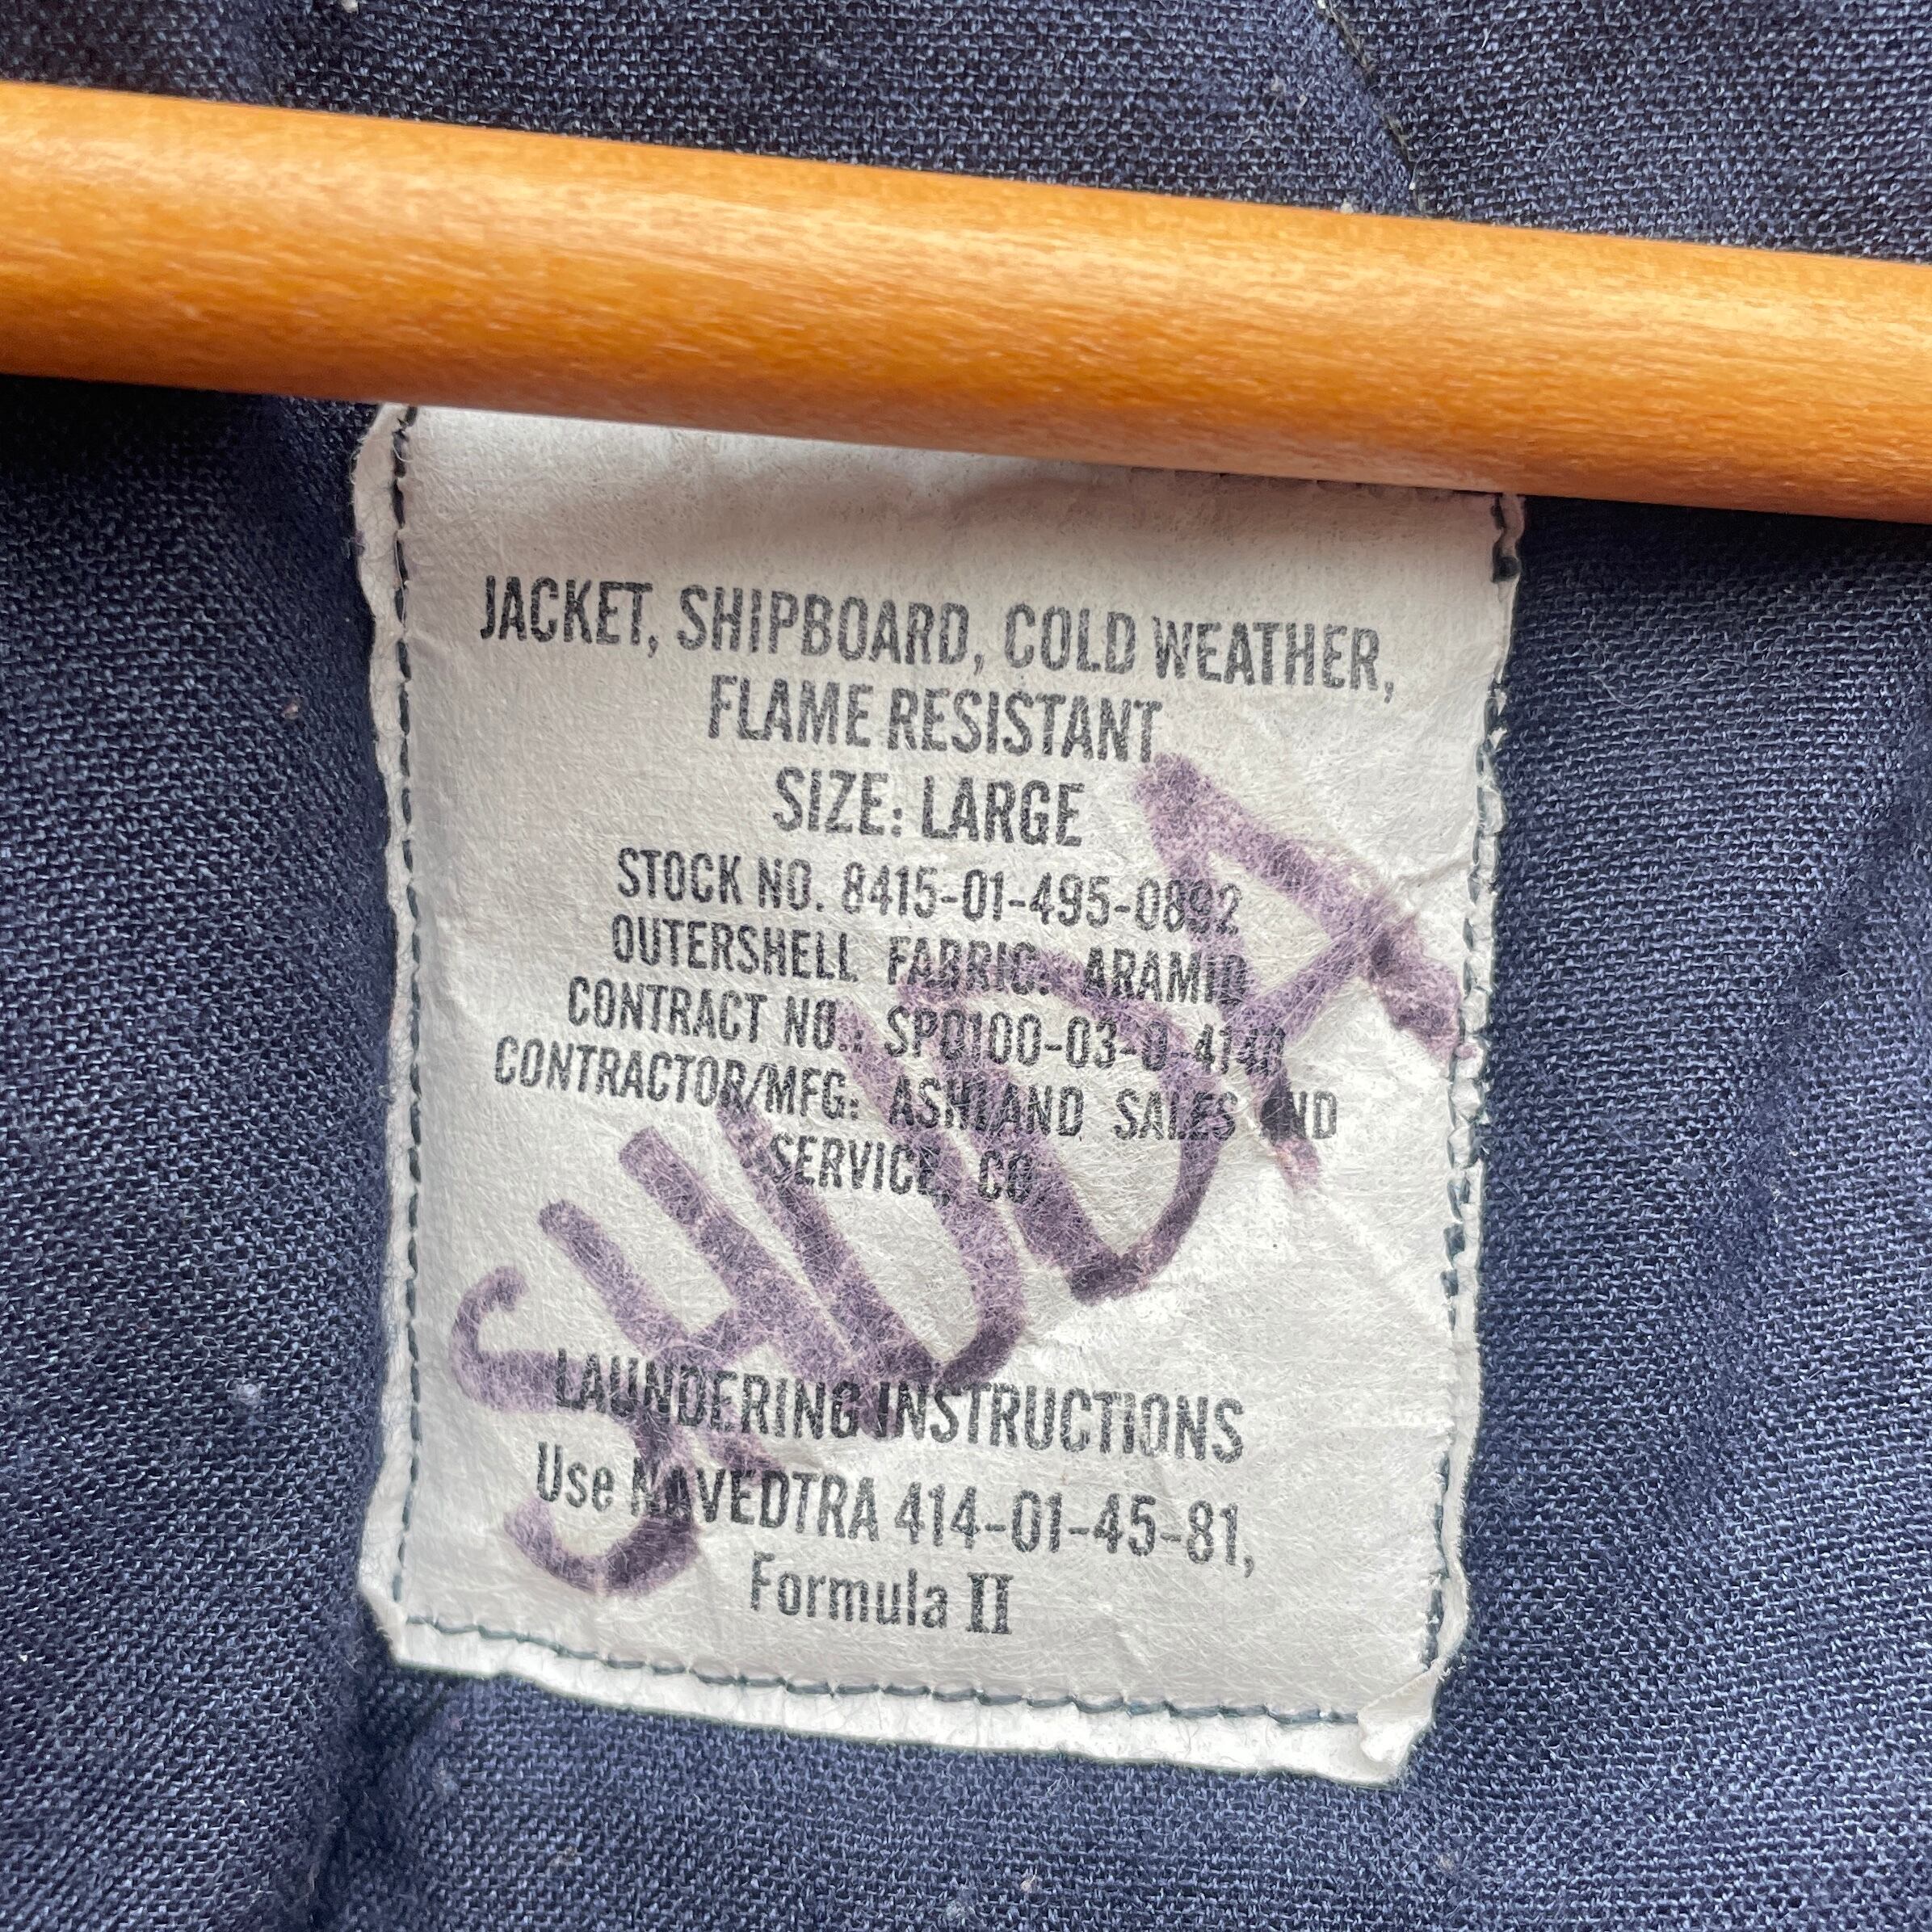 JACKET, SHIPBOARD, COLD WEATHER,
FLAME RESISTANT
SIZE: LARGE
STOCK NO. 8415-01-495-0892
OUTERSHELL FABRIC: ARAMID
CONTRACT NO.: SPO100-03-D-4140
CONTRACTOR/MFG: ASHLAND SALES AND
SERVICE, CO
SHUDA
LAUNDERING INSTRUCTIONS
Use NAVEDTRA 414-01-45-81,
Formula II